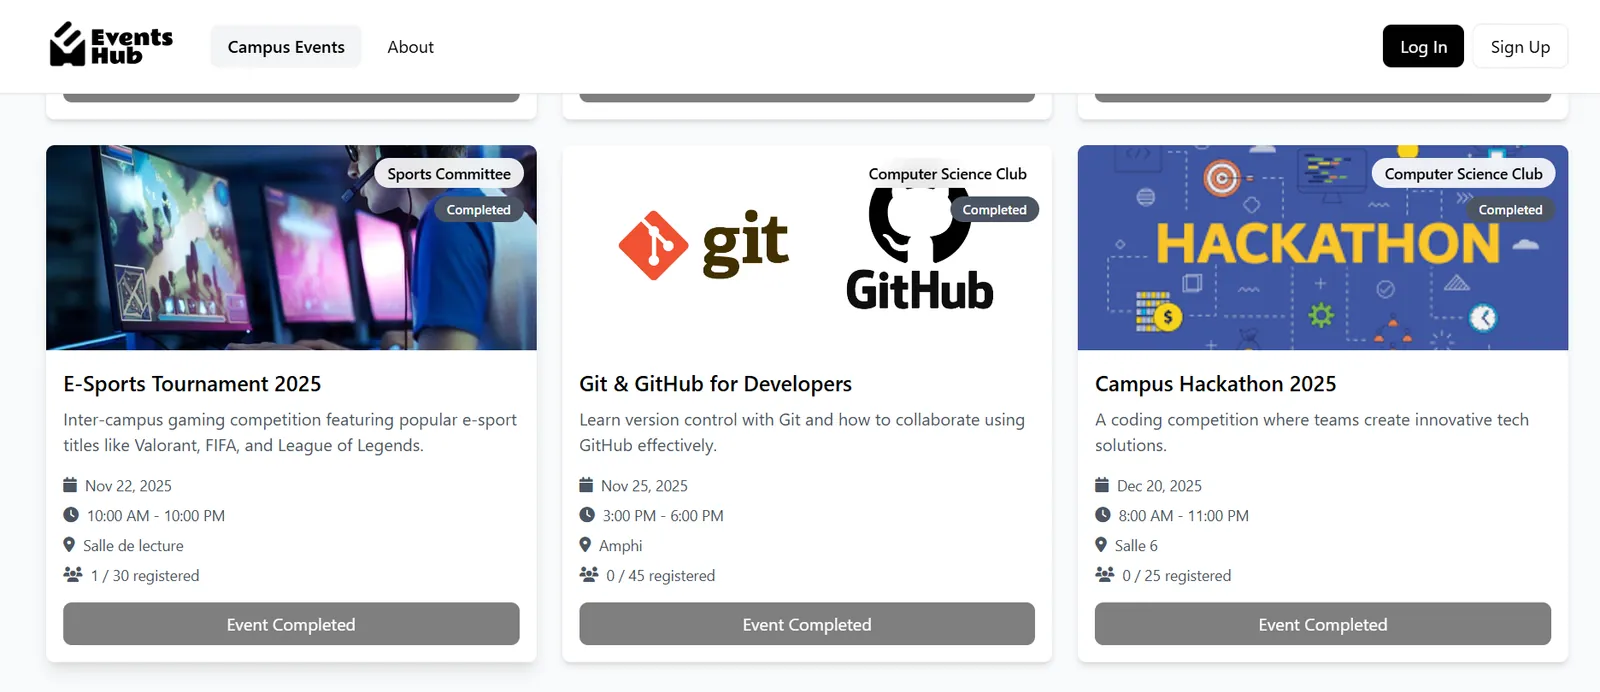 Events
Hub
Campus Events
About
Log In
Sign Up
Sports Committee
Completed
E-Sports Tournament 2025
Inter-campus gaming competition featuring popular e-sport
titles like Valorant, FIFA, and League of Legends.
Nov 22, 2025
10:00 AM - 10:00 PM
Salle de lecture
1 / 30 registered
Event Completed
Computer Science Club
Completed
git
GitHub
Git & GitHub for Developers
Learn version control with Git and how to collaborate using
GitHub effectively.
Nov 25, 2025
3:00 PM - 6:00 PM
Amphi
0 / 45 registered
Event Completed
Computer Science Club
Completed
HACKATHON
Campus Hackathon 2025
A coding competition where teams create innovative tech
solutions.
Dec 20, 2025
8:00 AM - 11:00 PM
Salle 6
0 / 25 registered
Event Completed